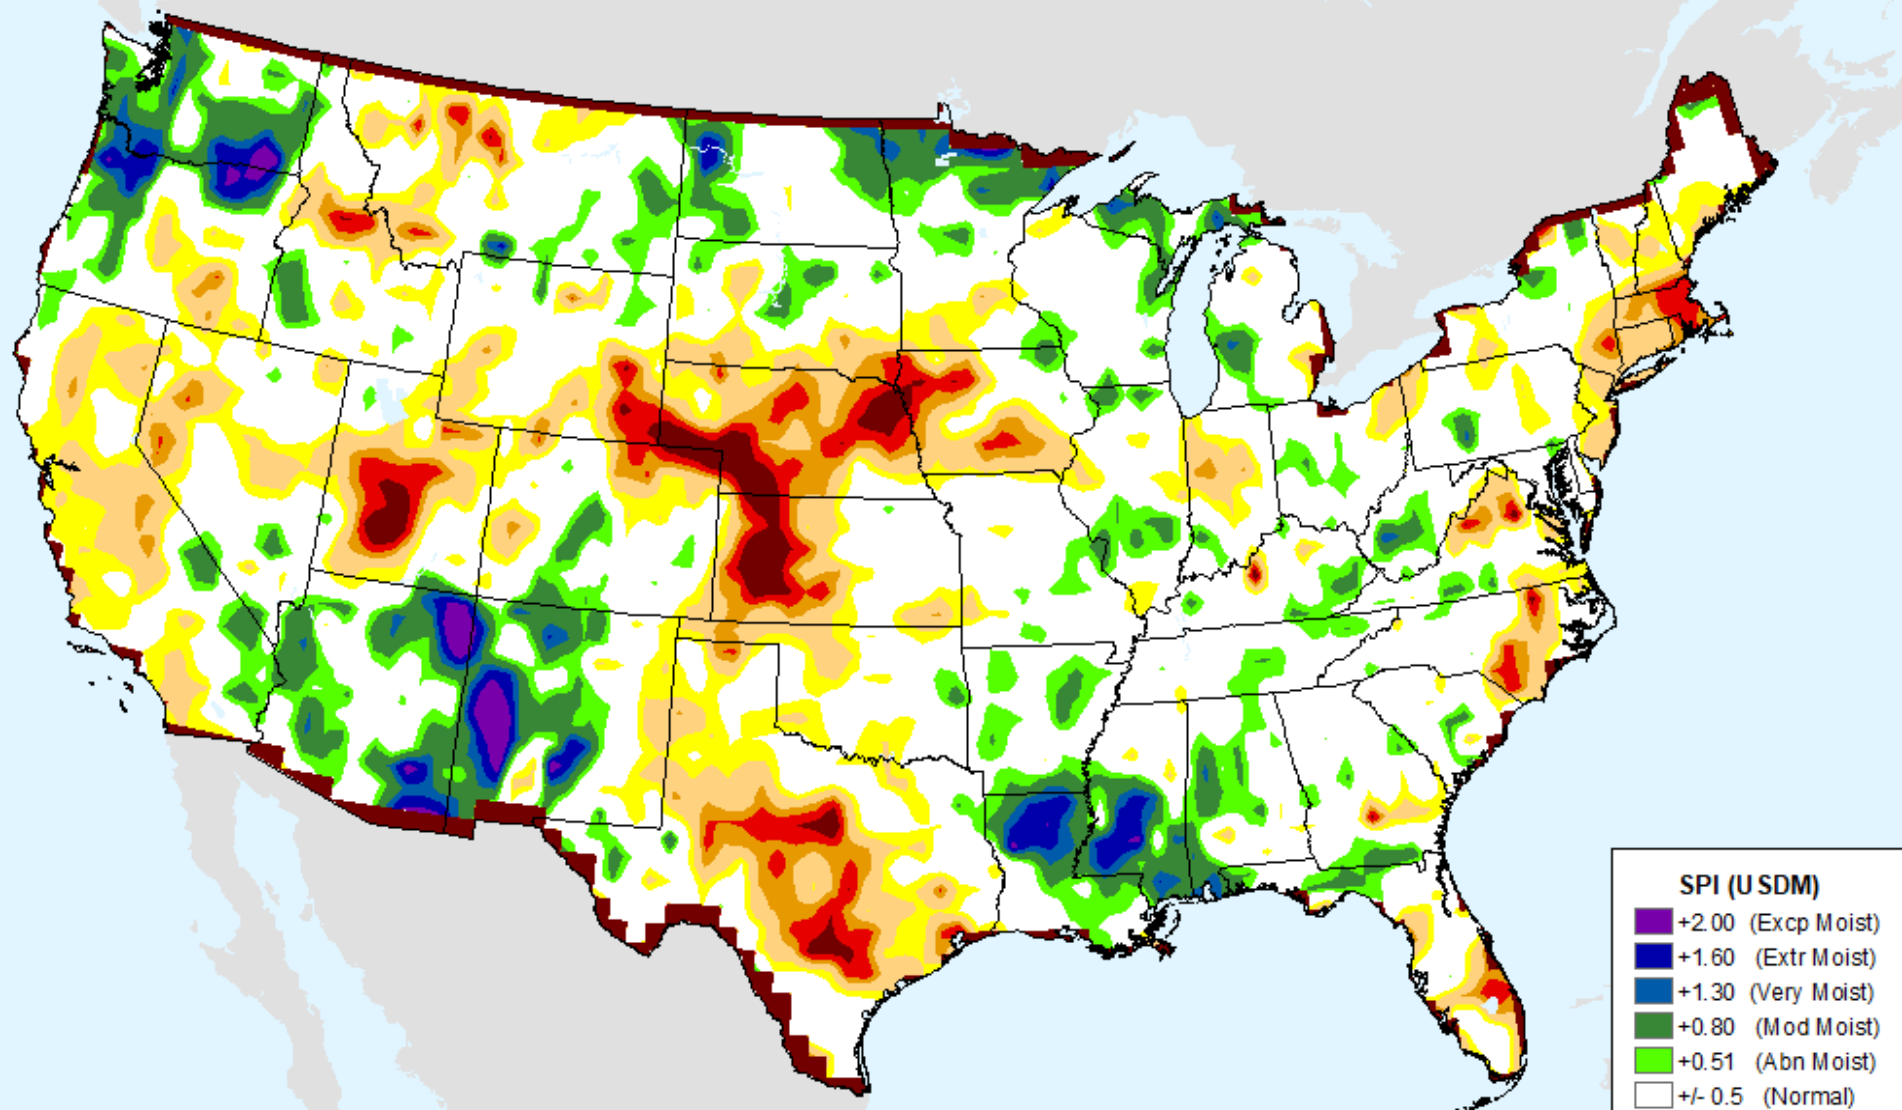 SPI (USDM)
+2.00 (Excp Moist)
+1.60 (Extr Moist)
+1.30 (Very Moist)
+0.80 (Mod Moist)
+0.51 (Abn Moist)
+/- 0.5 (Normal)